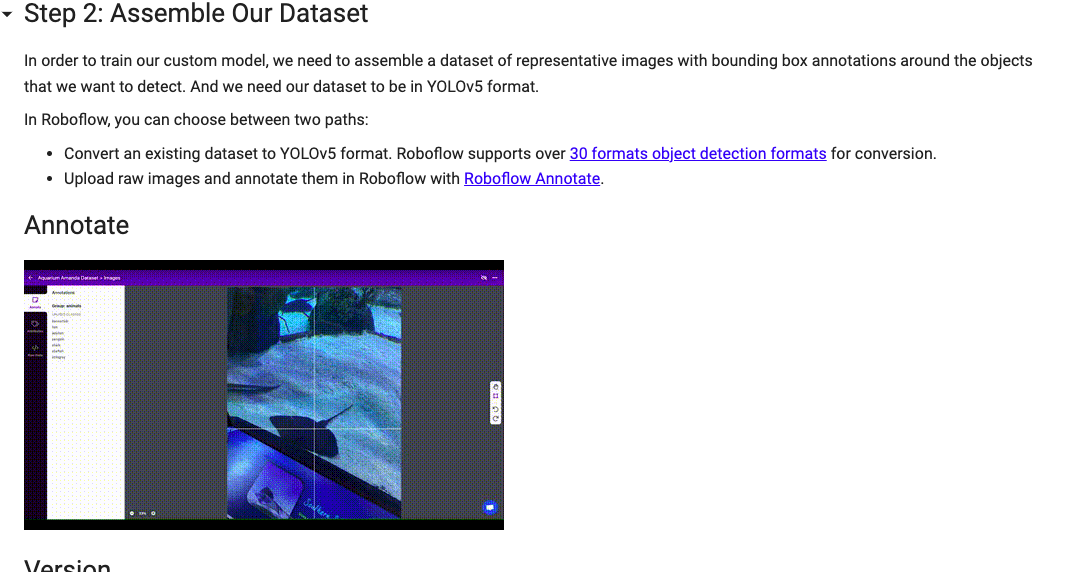 Step 2: Assemble Our Dataset
In order to train our custom model, we need to assemble a dataset of representative images with bounding box annotations around the objects
that we want to detect. And we need our dataset to be in YOLOv5 format.
In Roboflow, you can choose between two paths:
Convert an existing dataset to YOLOv5 format. Roboflow supports over 30 formats object detection formats for conversion.
Upload raw images and annotate them in Roboflow with Roboflow Annotate.
Annotate
Aquarium Amanda Dataset > Images
Annotations
Group: animals
penguin
shark
starfish
stingray
Version